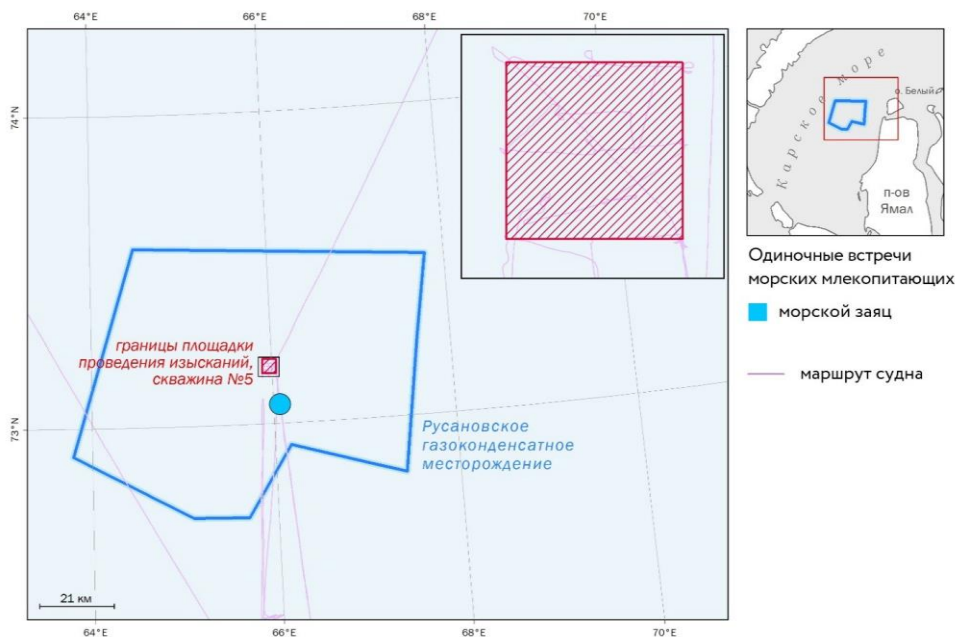 64°E
66°E
68°E
70°E
74°N
73°N
границы площадки
проведения изысканий,
скважина №5
Русановское
газоконденсатное
месторождение
21 км
64°E
66°E
68°E
70°E
Карское море
о. Белый
п-ов
Ямал
Одиночные встречи
морских млекопитающих
морской заяц
маршрут судна